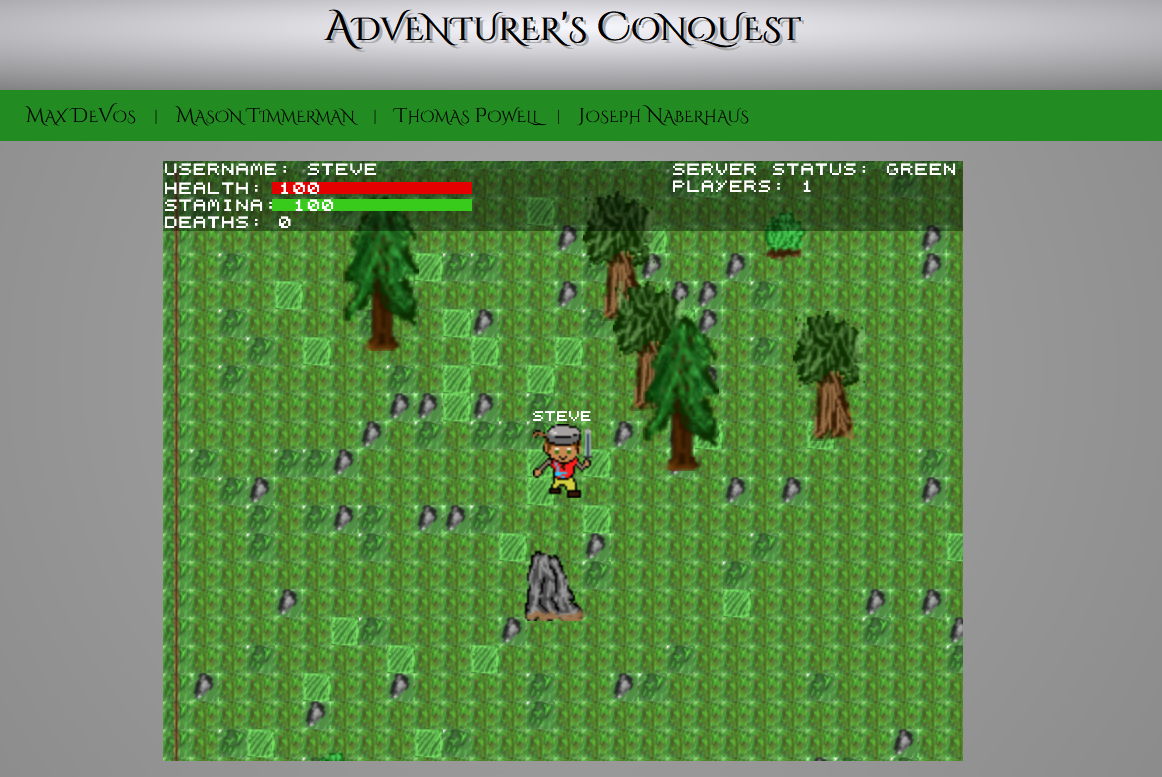 Adventurer's Conquest
Max DeVos | Mason Timmerman | Thomas Powell | Joseph Naberhaus
USERNAME: STEVE
HEALTH: 100
STAMINA: 100
DEATHS: 0
SERVER STATUS: GREEN
PLAYERS: 1
STEVE